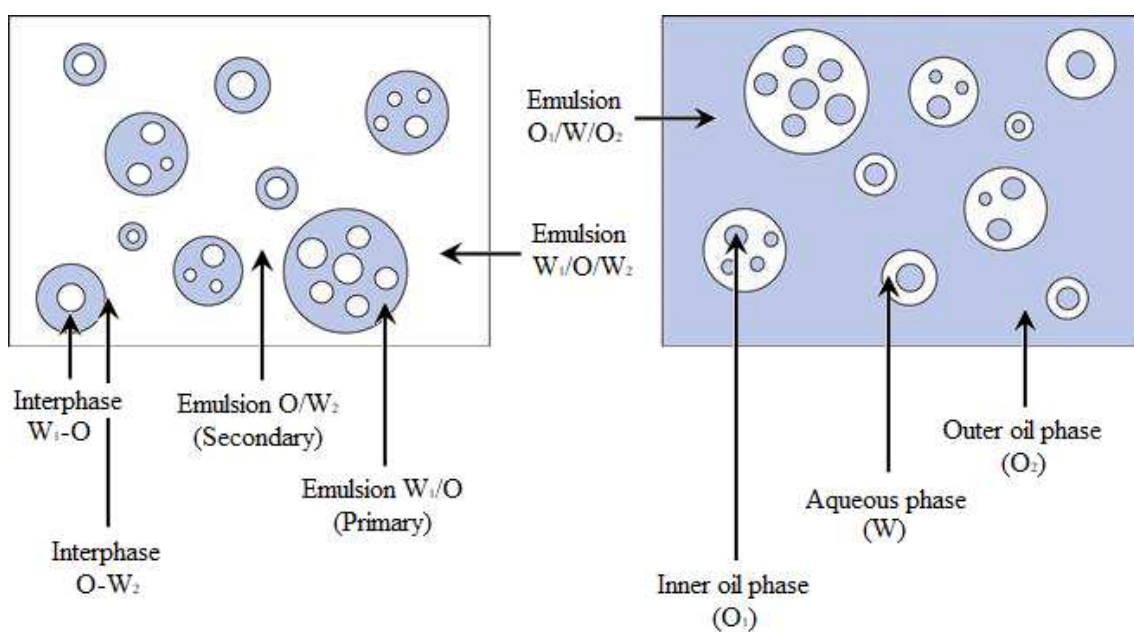 Emulsion
O₁/W/O₂
Emulsion
W₁/O/W₂
Interphase
W₁-O
Emulsion O/W₂
(Secondary)
Emulsion W₁/O
(Primary)
Interphase
O-W₂
Outer oil phase
(O₂)
Aqueous phase
(W)
Inner oil phase
(O₁)